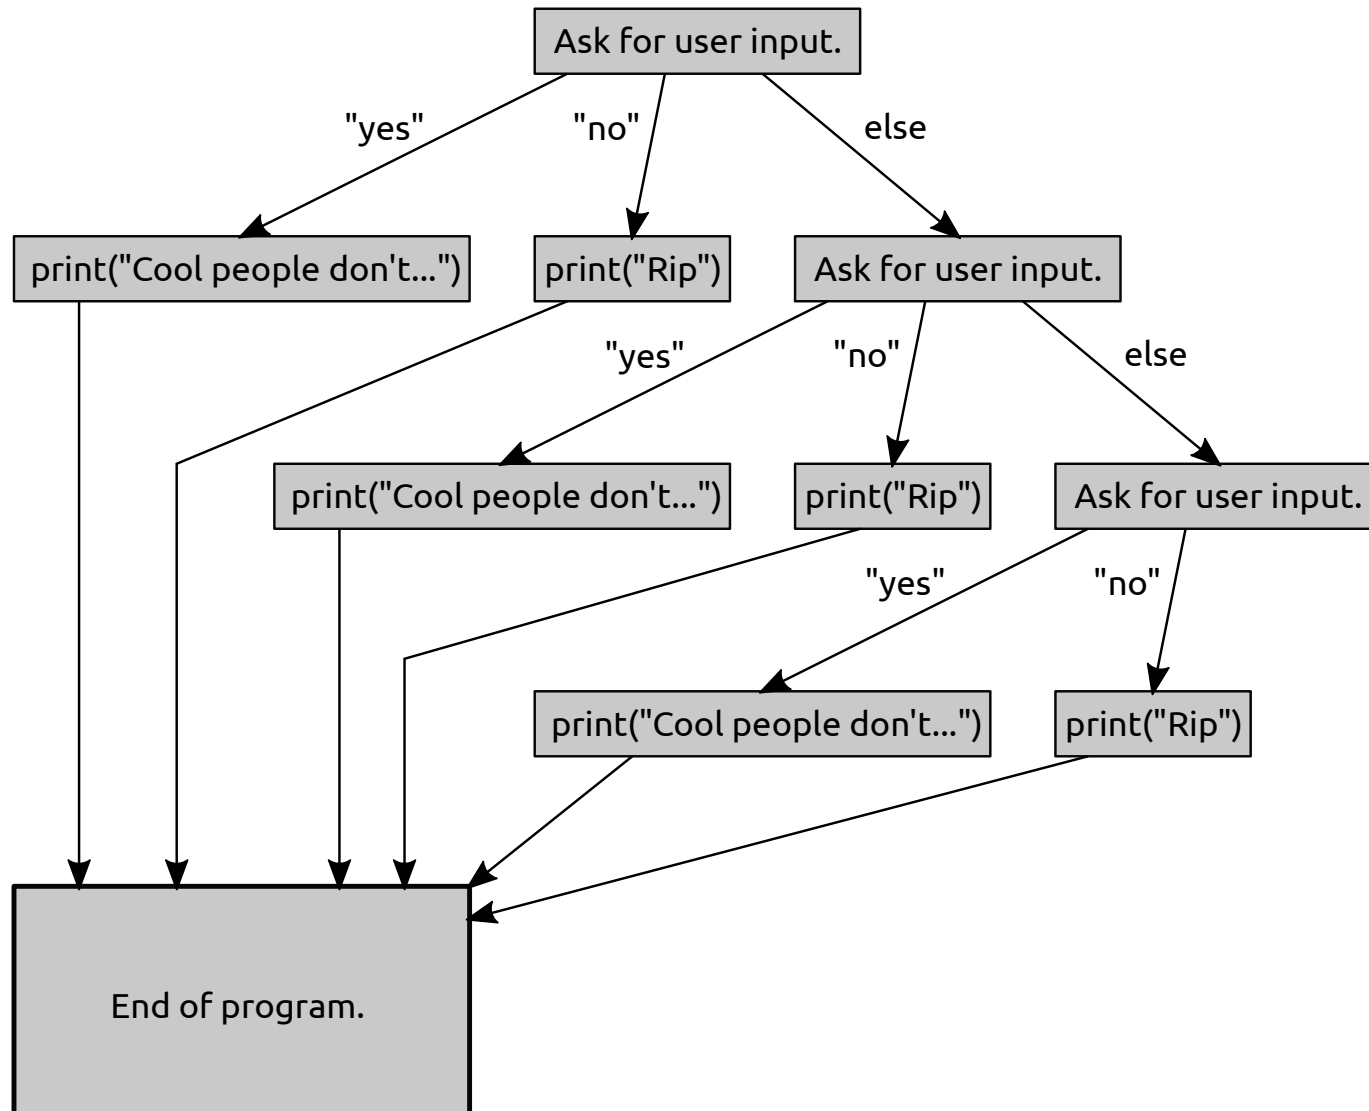 Ask for user input.
"yes"
"no"
else
print("Cool people don't...")
print("Rip")
Ask for user input.
"yes"
"no"
else
print("Cool people don't...")
print("Rip")
Ask for user input.
"yes"
"no"
print("Cool people don't...")
print("Rip")
End of program.